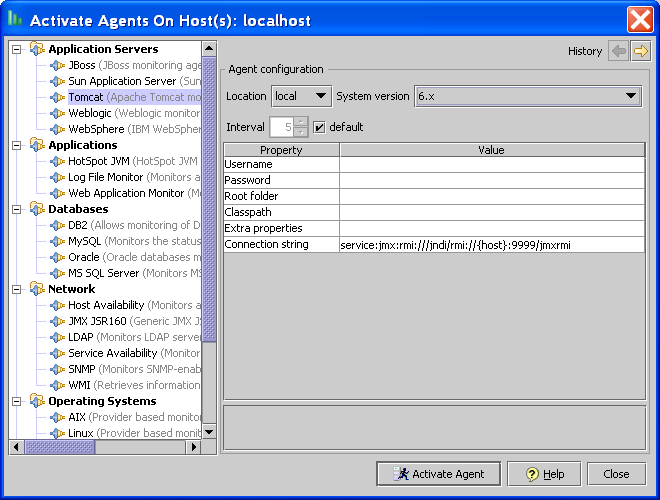 Activate Agents On Host(s): localhost
Application Servers
JBoss (JBoss monitoring age
Sun Application Server (Sun
Tomcat (Apache Tomcat mo
Weblogic (Weblogic monitor
WebSphere (IBM WebSpher
Applications
HotSpot JVM (HotSpot JVM
Log File Monitor (Monitors a
Web Application Monitor (Mo
Databases
DB2 (Allows monitoring of D
MySQL (Monitors the status
Oracle (Oracle databases m
MS SQL Server (Monitors M
Network
Host Availability (Monitors a
JMX JSR160 (Generic JMX J
LDAP (Monitors LDAP serve
Service Availability (Monitor
SNMP (Monitors SNMP-enab
WMI (Retrieves information
Operating Systems
AIX (Provider based monito
Linux (Provider based monit
History
Agent configuration
Location local System version 6.x
Interval 5 default
Property Value
Username
Password
Root folder
Classpath
Extra properties
Connection string service:jmx:rmi:///jndi/rmi://{host}:9999/jmxrmi
Activate Agent Help Close